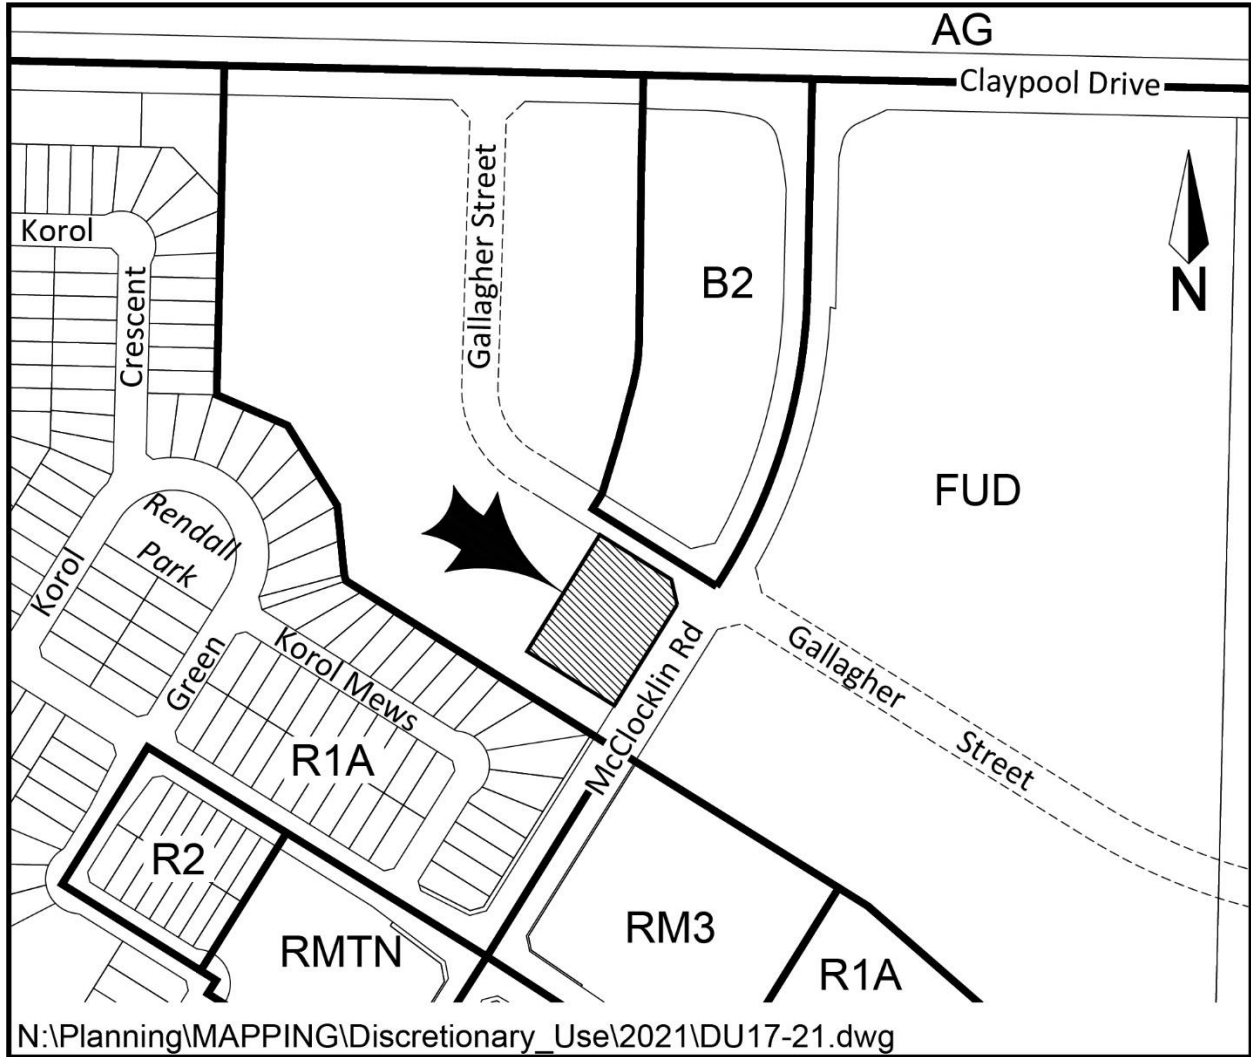 AG
Claypool Drive
Korol
Crescent
Gallagher Street
B2
N
FUD
Rendall
Park
Korol
Green
Korol Mews
McClocklin Rd
Gallagher
Street
R1A
R2
RMTN
RM3
R1A
N:\Planning\MAPPING\Discretionary_Use\2021\DU17-21.dwg